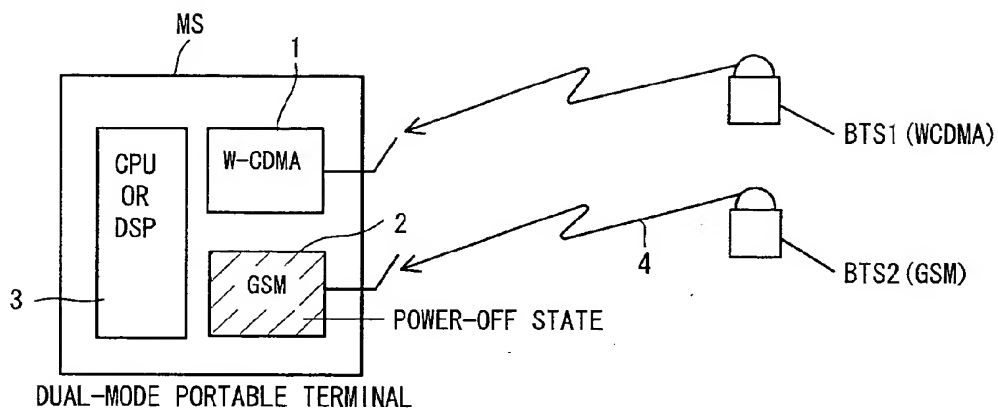 MS
1
CPU
OR
DSP
W-CDMA
BTS1(WCDMA)
2
GSM
4
BTS2(GSM)
3
POWER-OFF STATE
DUAL-MODE PORTABLE TERMINAL